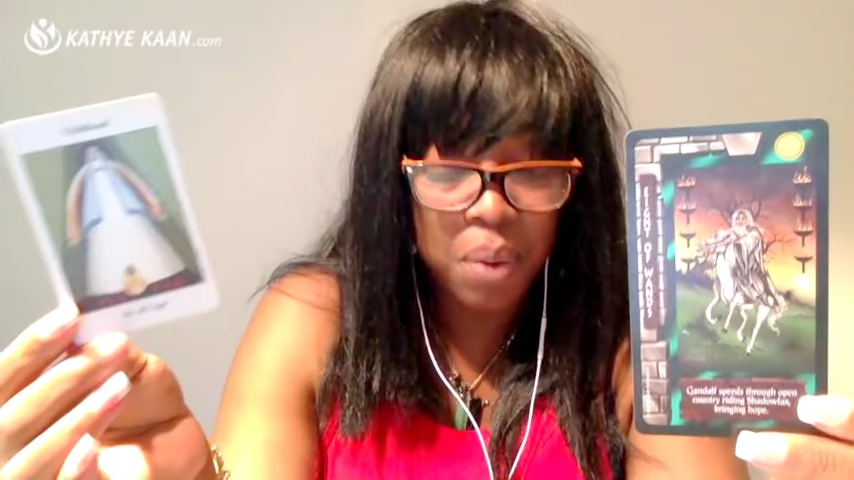 KATHYE KAAN.com
EIGHT OF WANDS
Gandalf speeds through open
country riding Shadowfax,
bringing hope.